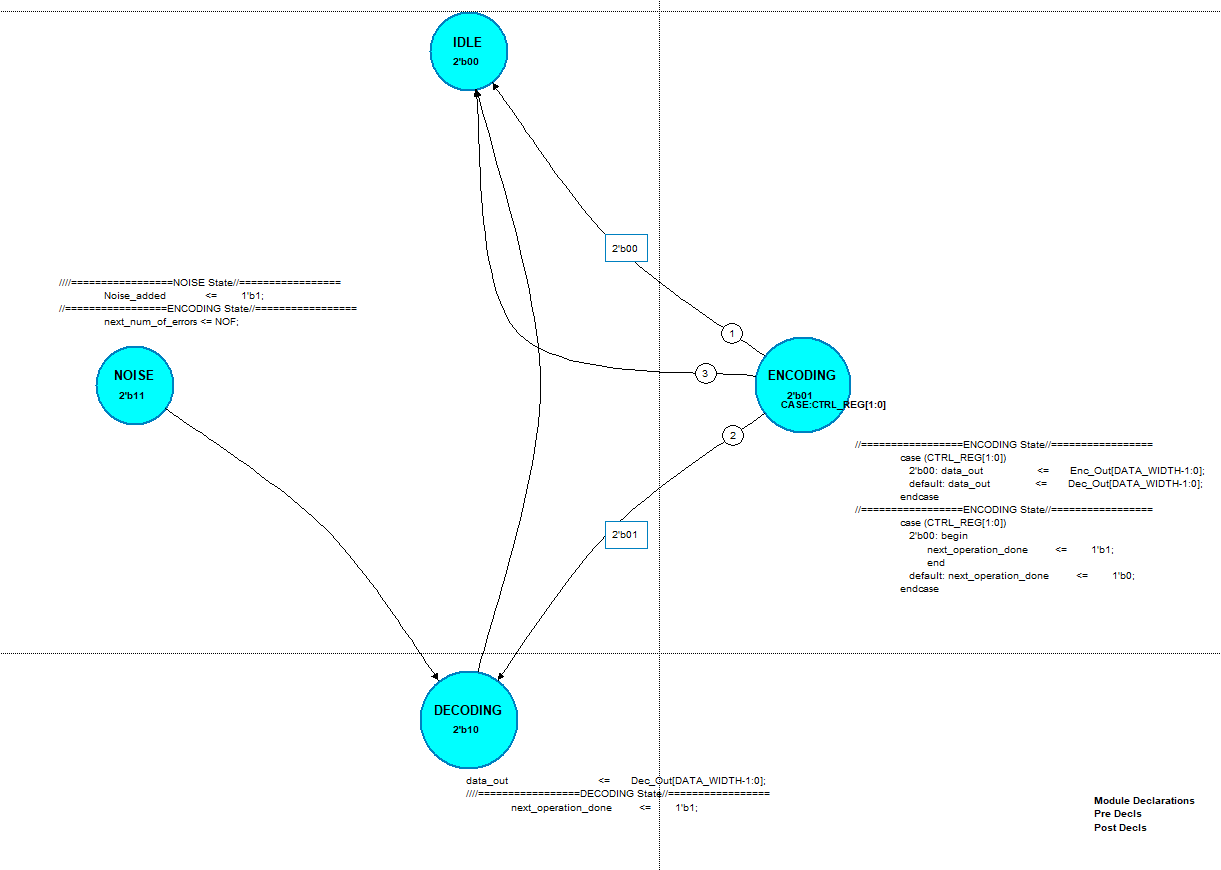 IDLE
2'b00
2'b00
////=================NOISE State//=================
Noise_added <= 1'b1;
//=================ENCODING State//=================
next_num_of_errors <= NOF;
1
NOISE
2'b11
3
ENCODING
2'b01
CASE:CTRL_REG[1:0]
2
//=================ENCODING State//=================
case (CTRL_REG[1:0])
2'b00: data_out <= Enc_Out[DATA_WIDTH-1:0];
default: data_out <= Dec_Out[DATA_WIDTH-1:0];
endcase
//=================ENCODING State//=================
case (CTRL_REG[1:0])
2'b00: begin
next_operation_done <= 1'b1;
end
default: next_operation_done <= 1'b0;
endcase
2'b01
DECODING
2'b10
data_out <= Dec_Out[DATA_WIDTH-1:0];
////=================DECODING State//=================
next_operation_done <= 1'b1;
Module Declarations
Pre Decls
Post Decls